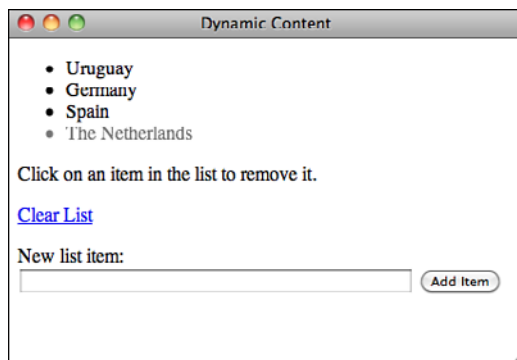 Dynamic Content
Uruguay
Germany
Spain
The Netherlands
Click on an item in the list to remove it.
Clear List
New list item:
Add Item